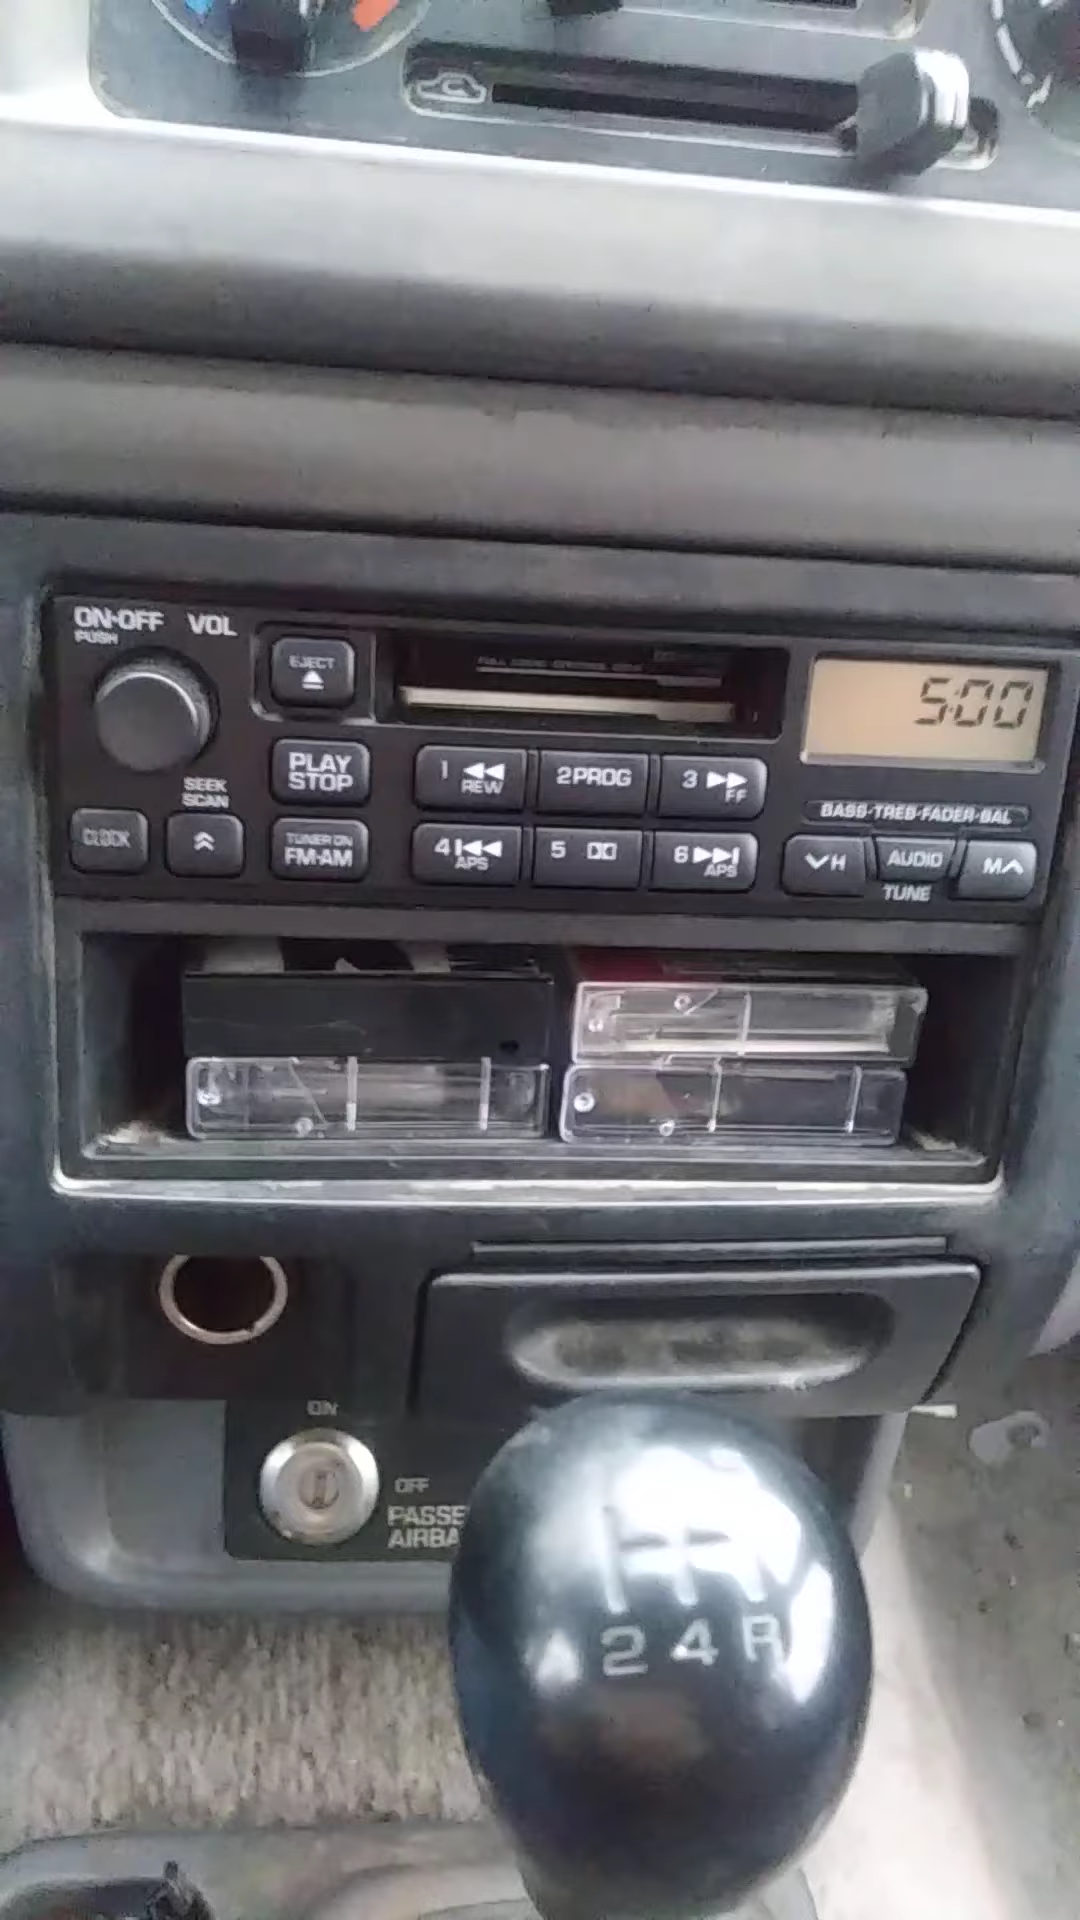 ON·OFF VOL
PUSH
EJECT
5:00
PLAY
STOP
1 REW
2 PROG
3 FF
SEEK
SCAN
BASS·TREB·FADER·BAL
CLOCK
TUNER ON
FM·AM
4 APS
5
6 APS
H
AUDIO
M
TUNE
ON
OFF
PASSE
AIRBA
2 4 R